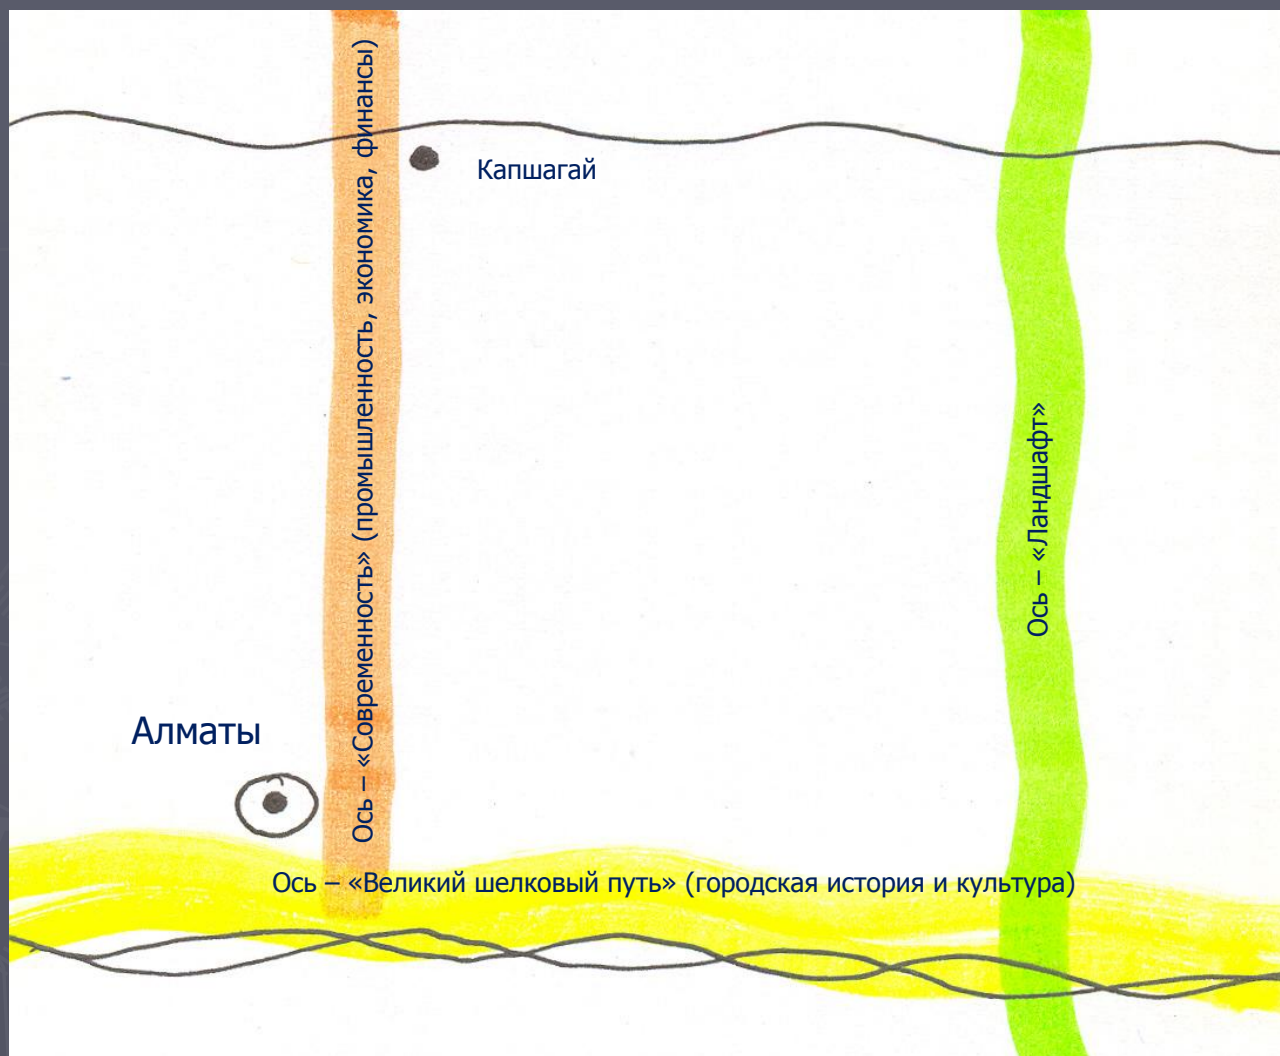 Ось – «Современность» (промышленность, экономика, финансы)
Капшагай
Ось – «Ландшафт»
Алматы
Ось – «Великий шелковый путь» (городская история и культура)